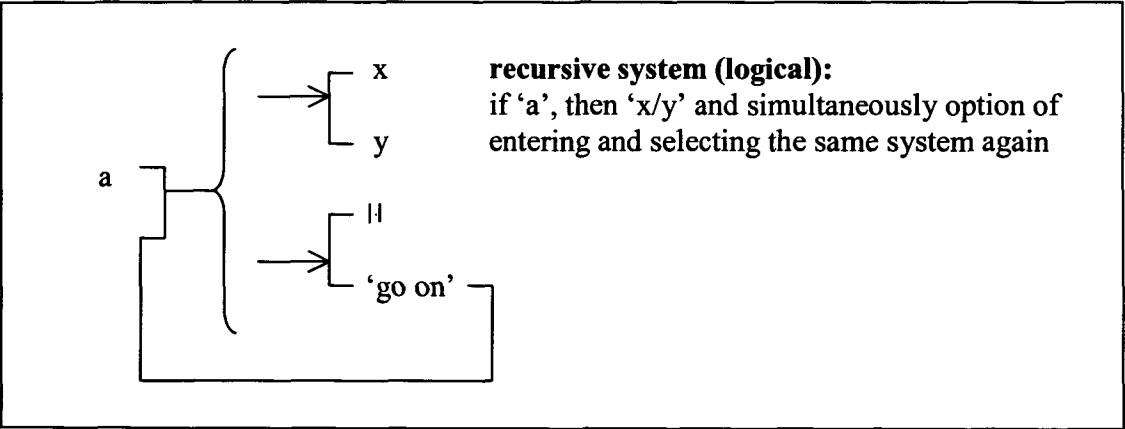 x
y
a
'go on'
recursive system (logical):
if 'a', then 'x/y' and simultaneously option of
entering and selecting the same system again